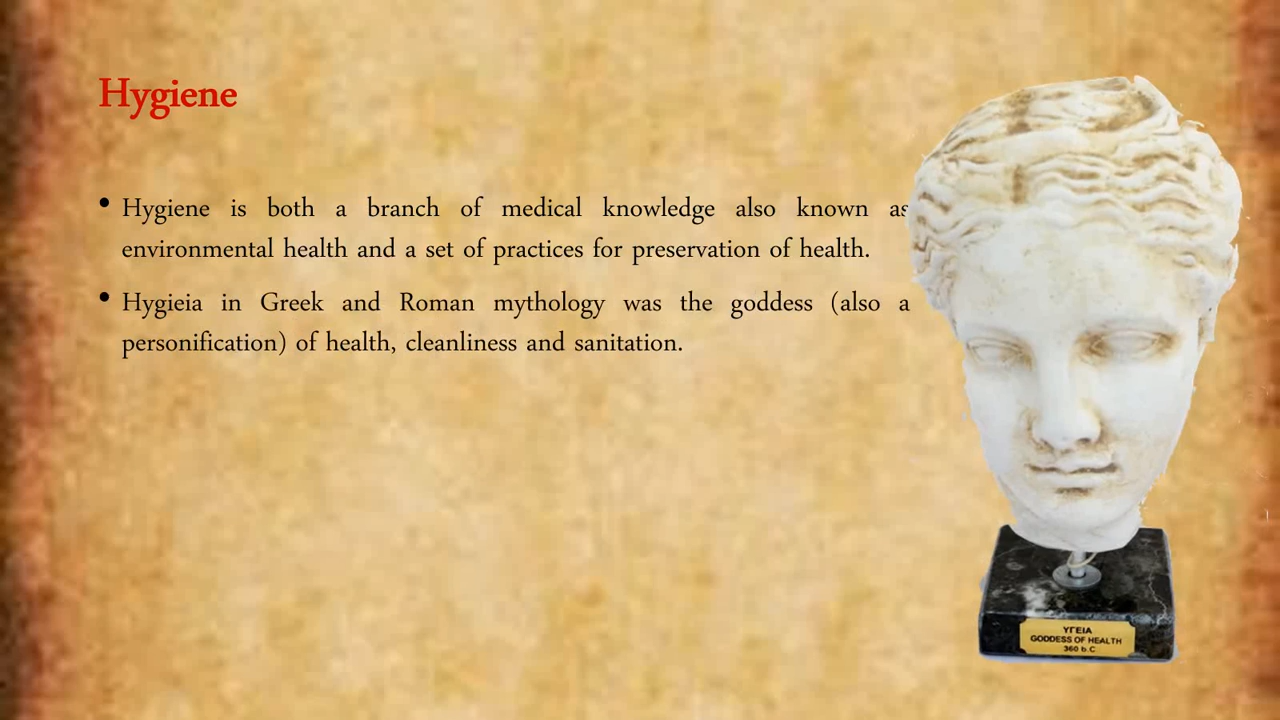 Hygiene
• Hygiene is both a branch of medical knowledge also known as
environmental health and a set of practices for preservation of health.
• Hygieia in Greek and Roman mythology was the goddess (also a
personification) of health, cleanliness and sanitation.
ΥΓΕΙΑ
GODDESS OF HEALTH
360 b.C